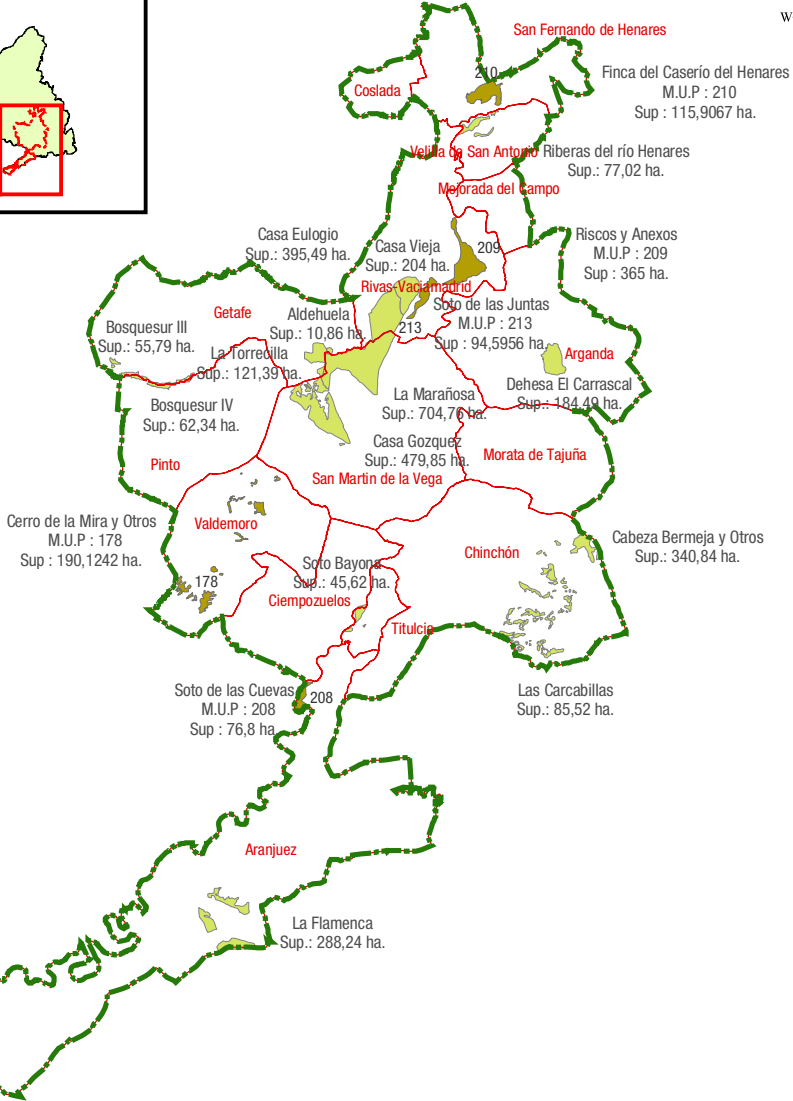 W
San Fernando de Henares
210
Finca del Caserío del Henares
M.U.P : 210
Sup : 115,9067 ha.
Coslada
Velilla de San Antonio
Riberas del río Henares
Sup.: 77,02 ha.
Mejorada del Campo
Casa Eulogio
Sup.: 395,49 ha.
Casa Vieja
Sup.: 204 ha.
209
Riscos y Anexos
M.U.P : 209
Sup : 365 ha.
Rivas-Vaciamadrid
Getafe
Aldehuela
Sup.: 10,86 ha.
213
Soto de las Juntas
M.U.P : 213
Sup : 94,5956 ha.
Bosquesur III
Sup.: 55,79 ha.
La Torrecilla
Sup.: 121,39 ha.
Arganda
Dehesa El Carrascal
Sup.: 184,49 ha.
La Marañosa
Sup.: 704,76 ha.
Bosquesur IV
Sup.: 62,34 ha.
Casa Gozquez
Sup.: 479,85 ha.
Pinto
San Martin de la Vega
Morata de Tajuña
Cerro de la Mira y Otros
M.U.P : 178
Sup : 190,1242 ha.
Valdemoro
Chinchón
Cabeza Bermeja y Otros
Sup.: 340,84 ha.
178
Soto Bayona
Sup.: 45,62 ha.
Ciempozuelos
Titulcia
Soto de las Cuevas
M.U.P : 208
Sup : 76,8 ha.
208
Las Carcabillas
Sup.: 85,52 ha.
Aranjuez
La Flamenca
Sup.: 288,24 ha.